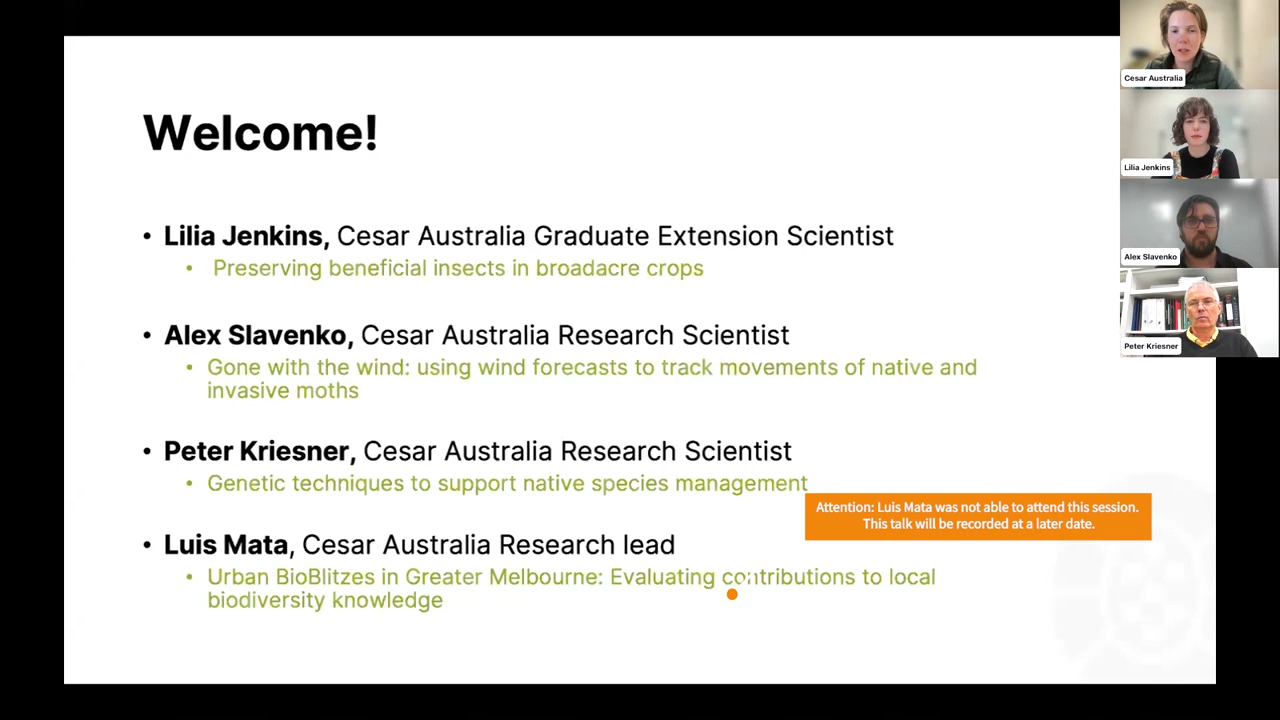 Welcome!
• Lilia Jenkins, Cesar Australia Graduate Extension Scientist
• Preserving beneficial insects in broadacre crops
• Alex Slavenko, Cesar Australia Research Scientist
• Gone with the wind: using wind forecasts to track movements of native and
invasive moths
• Peter Kriesner, Cesar Australia Research Scientist
• Genetic techniques to support native species management
Attention: Luis Mata was not able to attend this session.
This talk will be recorded at a later date.
• Luis Mata, Cesar Australia Research lead
• Urban BioBlitzes in Greater Melbourne: Evaluating contributions to local
biodiversity knowledge
Cesar Australia
Lilia Jenkins
Alex Slavenko
Peter Kriesner